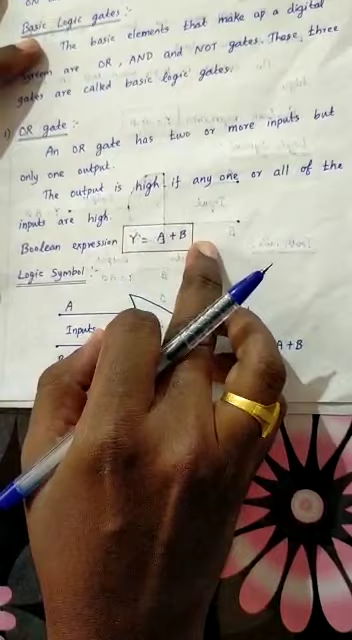 Basic Logic gates :-
The basic elements that make up a digital
system are OR, AND and NOT gates. These three
gates are called basic logic gates.
i) OR gate :-
An OR gate has two or more inputs but
only one output.
The output is high if any one or all of the
inputs are high.
Boolean expression Y = A + B
Logic Symbol :-
A
Inputs
A + B